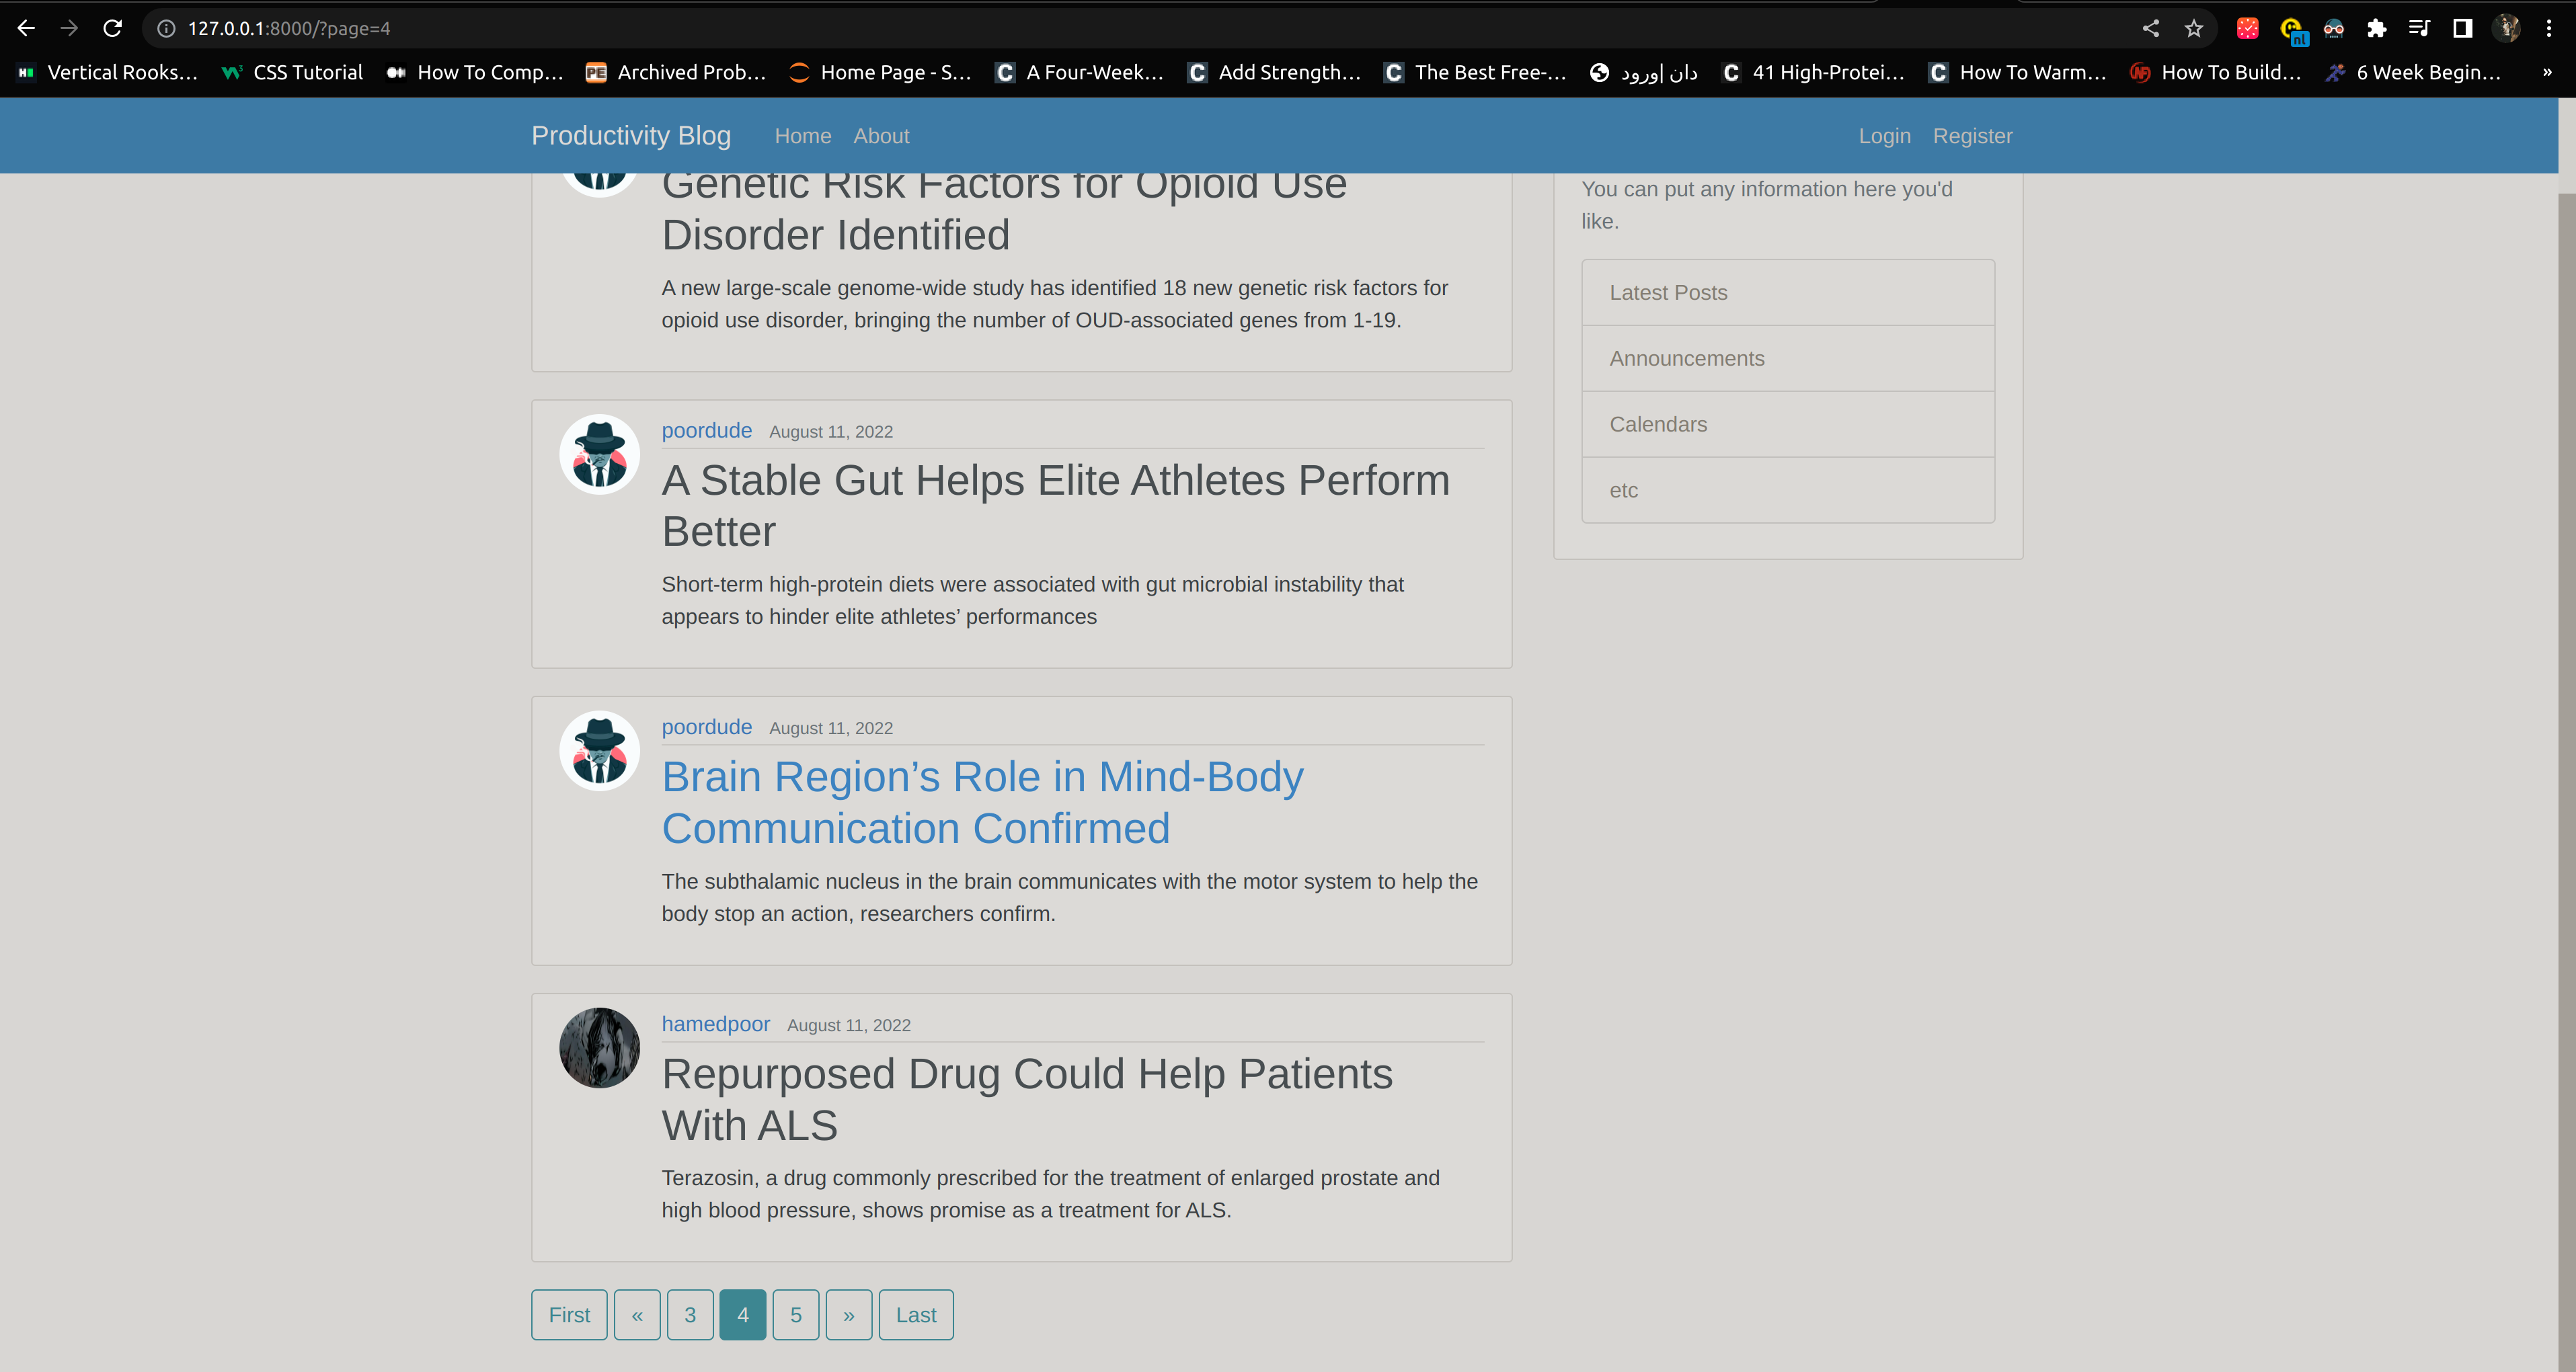 127.0.0.1:8000/?page=4
Vertical Rooks... CSS Tutorial How To Comp... Archived Prob... Home Page - S... A Four-Week... Add Strength... The Best Free-... دان |ورود 41 High-Protei... How To Warm... How To Build... 6 Week Begin... »
Productivity Blog Home About Login Register
Genetic Risk Factors for Opioid Use
Disorder Identified
A new large-scale genome-wide study has identified 18 new genetic risk factors for
opioid use disorder, bringing the number of OUD-associated genes from 1-19.
poordude August 11, 2022
A Stable Gut Helps Elite Athletes Perform
Better
Short-term high-protein diets were associated with gut microbial instability that
appears to hinder elite athletes’ performances
poordude August 11, 2022
Brain Region’s Role in Mind-Body
Communication Confirmed
The subthalamic nucleus in the brain communicates with the motor system to help the
body stop an action, researchers confirm.
hamedpoor August 11, 2022
Repurposed Drug Could Help Patients
With ALS
Terazosin, a drug commonly prescribed for the treatment of enlarged prostate and
high blood pressure, shows promise as a treatment for ALS.
First « 3 4 5 » Last
You can put any information here you'd
like.
Latest Posts
Announcements
Calendars
etc